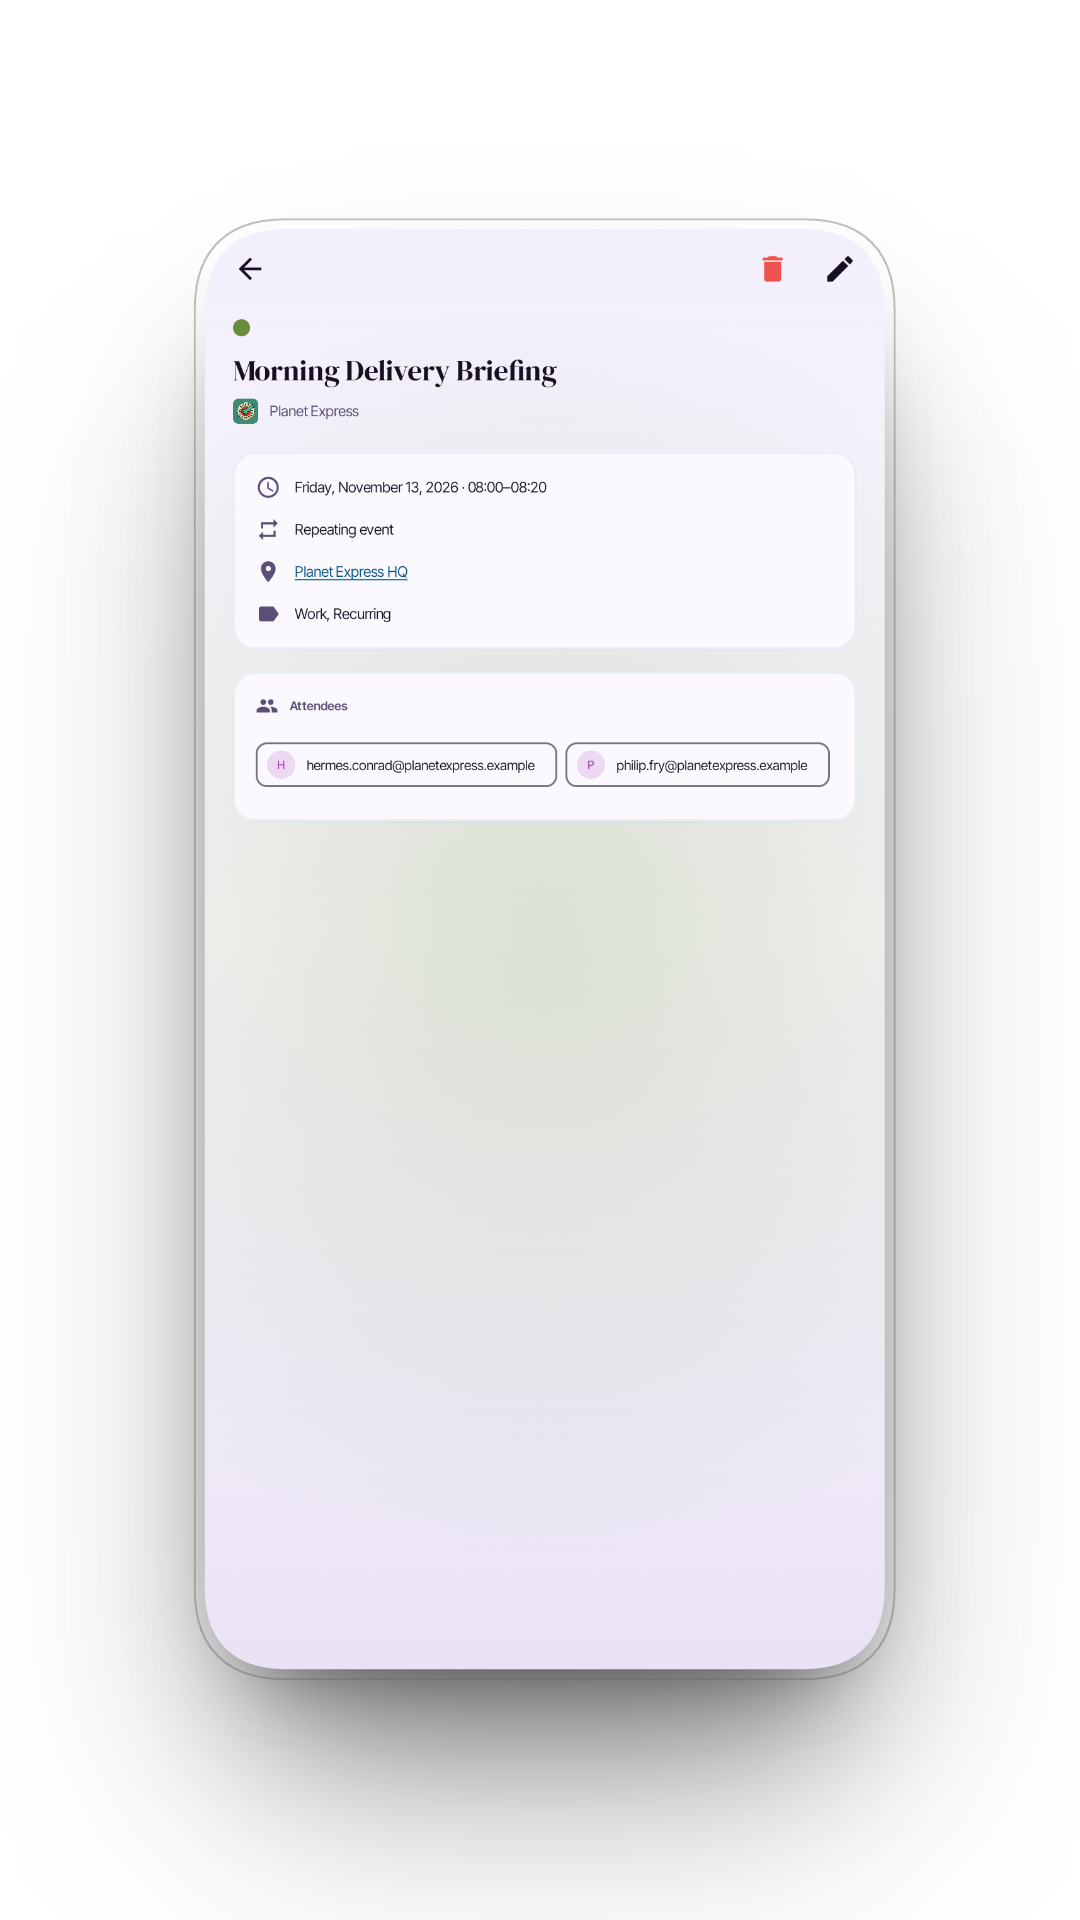 Morning Delivery Briefing
Planet Express
Friday, November 13, 2026 · 08:00–08:20
Repeating event
Planet Express HQ
Work, Recurring
Attendees
H hermes.conrad@planetexpress.example
P philip.fry@planetexpress.example